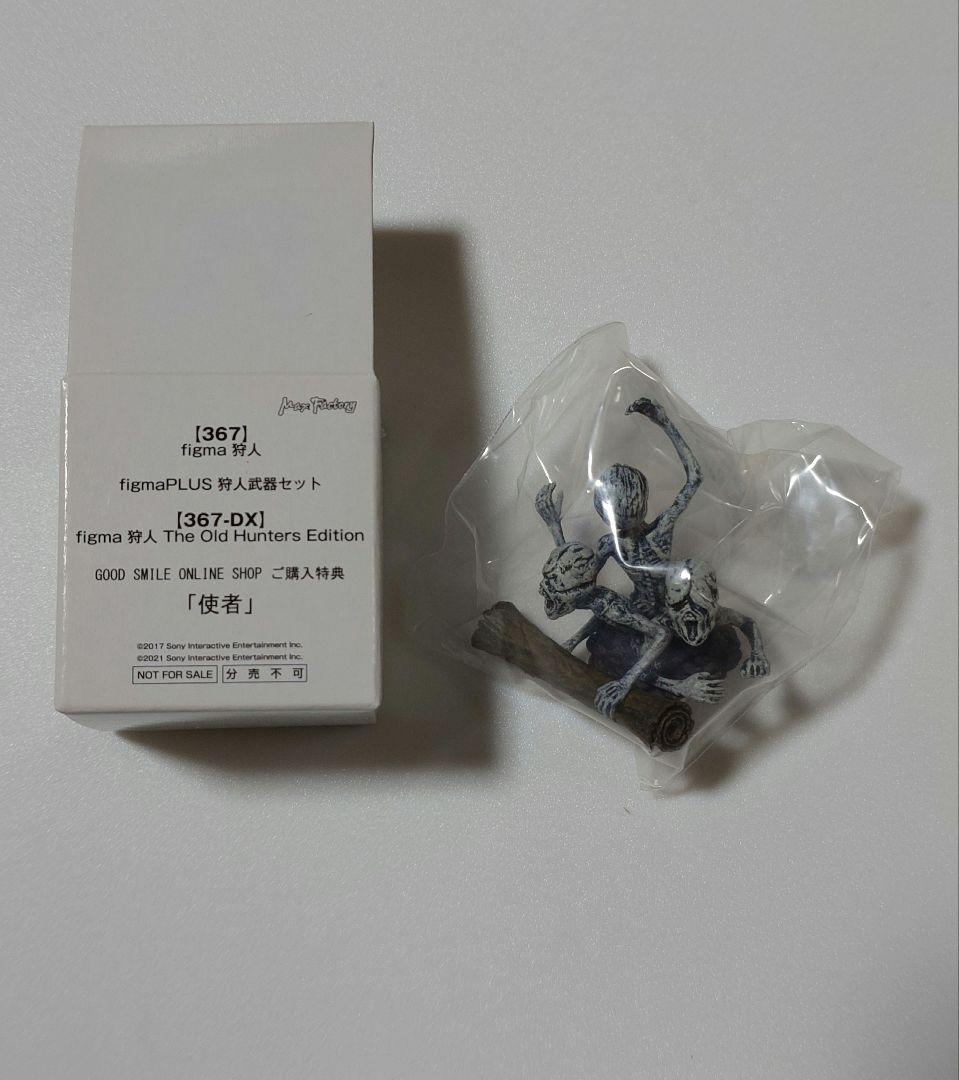 Max Factory
【367】
figma 狩人
figmaPLUS 狩人武器セット
【367-DX】
figma 狩人 The Old Hunters Edition
GOOD SMILE ONLINE SHOP ご購入特典
「使者」
©2017 Sony Interactive Entertainment Inc.
©2021 Sony Interactive Entertainment Inc.
NOT FOR SALE 分売不可